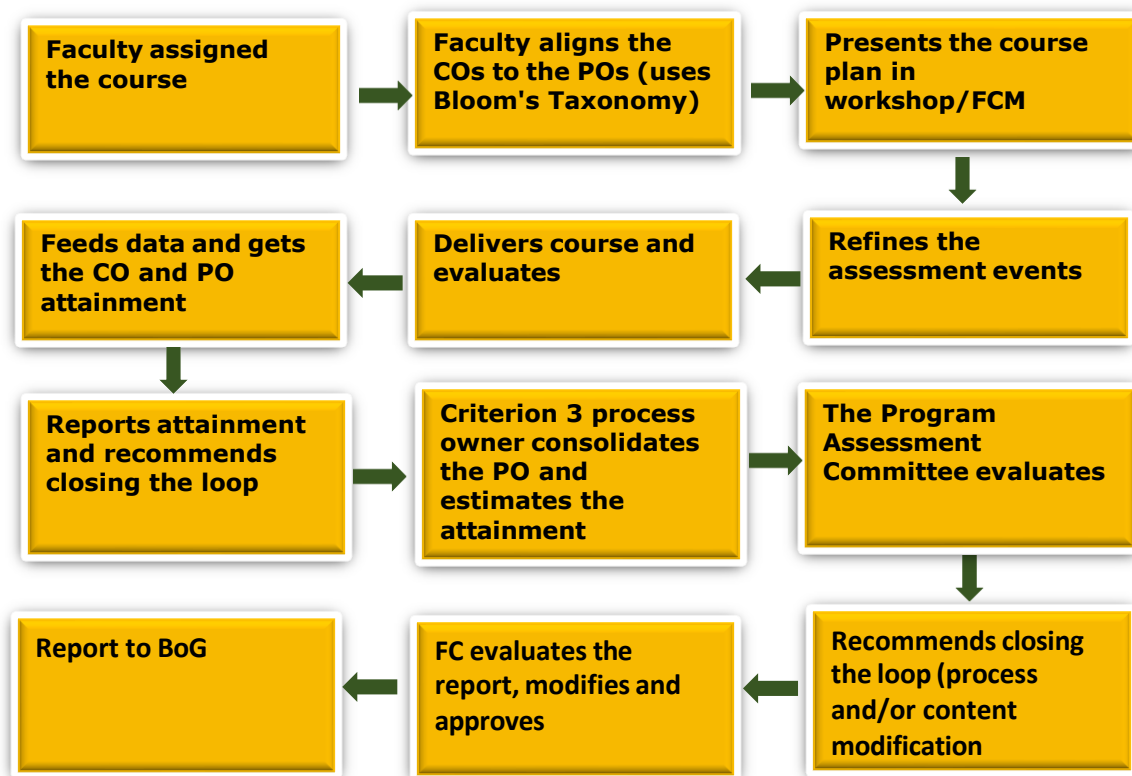 Faculty assigned
the course
Faculty aligns the
COs to the POs (uses
Bloom's Taxonomy)
Presents the course
plan in
workshop/FCM
Refines the
assessment events
Delivers course and
evaluates
Feeds data and gets
the CO and PO
attainment
Reports attainment
and recommends
closing the loop
Criterion 3 process
owner consolidates
the PO and
estimates the
attainment
The Program
Assessment
Committee evaluates
Recommends closing
the loop (process
and/or content
modification
FC evaluates the
report, modifies and
approves
Report to BoG